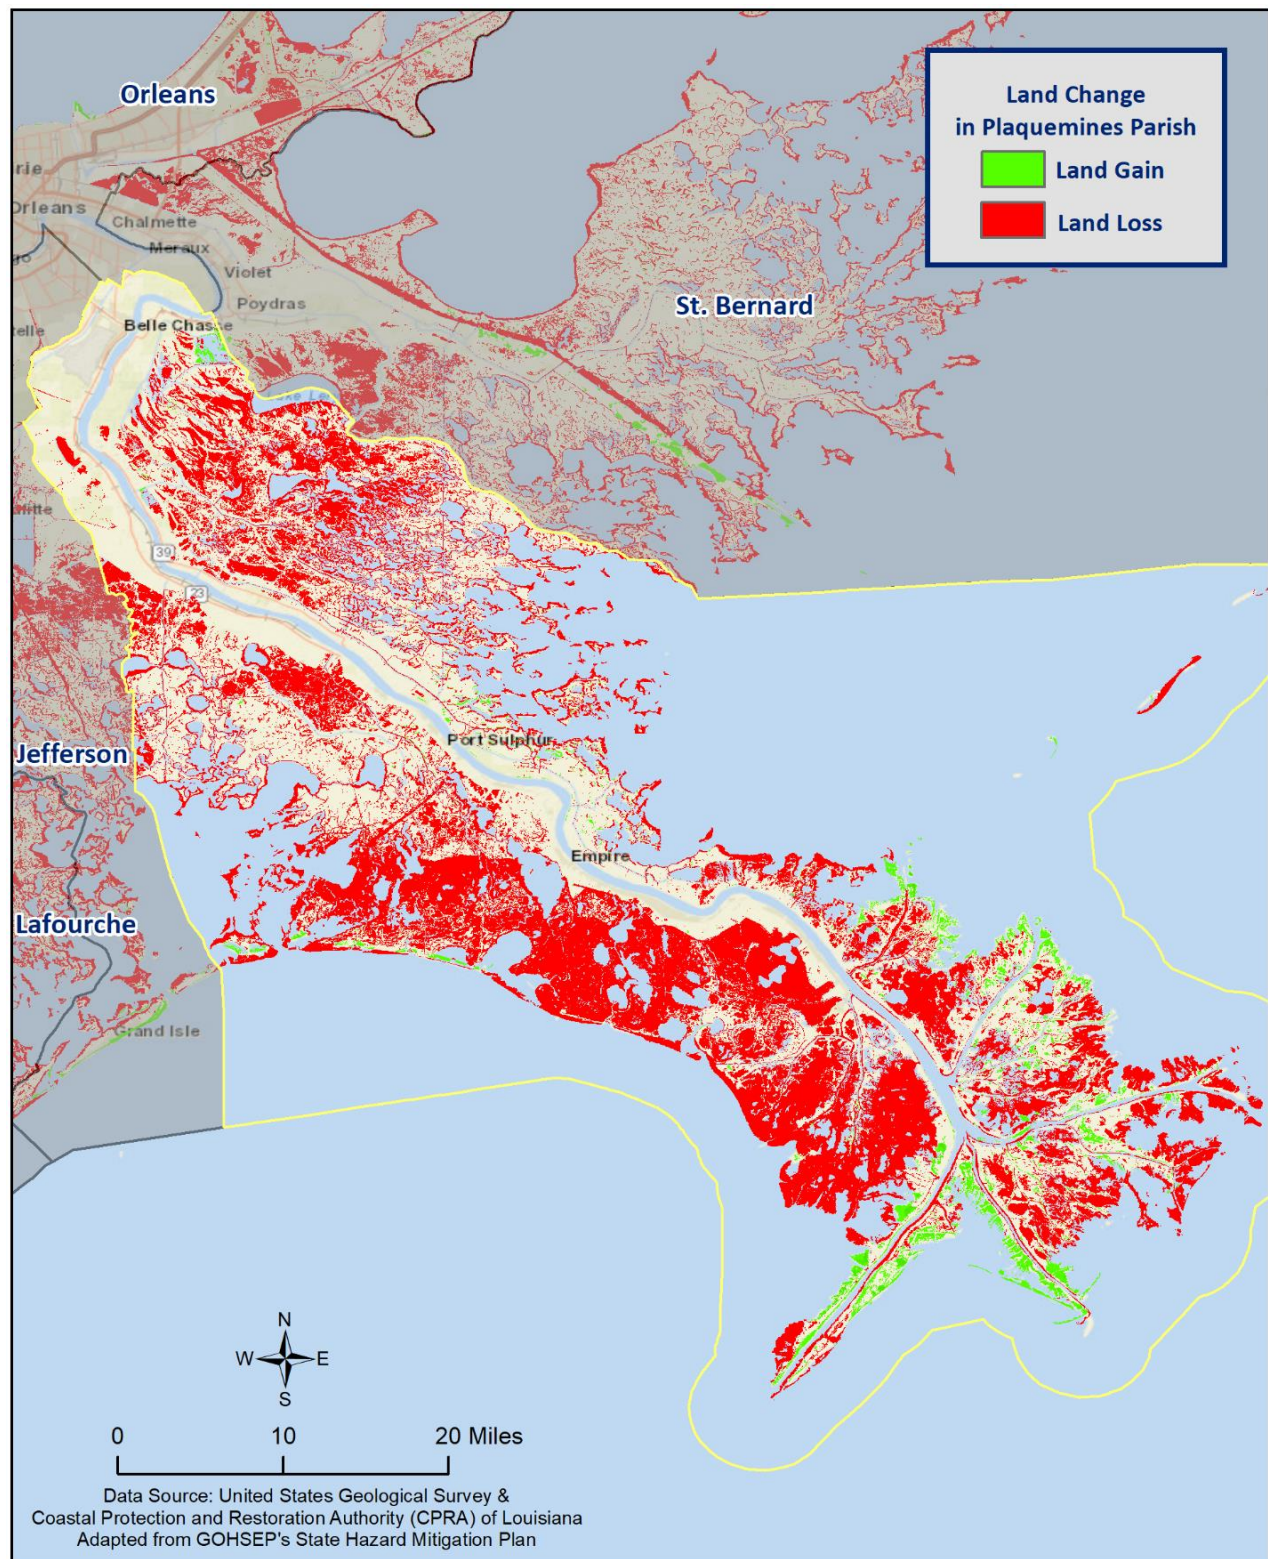 Orleans
Land Change
in Plaquemines Parish
Land Gain
Land Loss
rie
Orleans
Chalmette
Meraux
Violet
Poydras
St. Bernard
Belle Chasse
39
23
Port Sulphur
Jefferson
Empire
Lafourche
Grand Isle
N
W E
S
0 10 20 Miles
Data Source: United States Geological Survey &
Coastal Protection and Restoration Authority (CPRA) of Louisiana
Adapted from GOHSEP's State Hazard Mitigation Plan